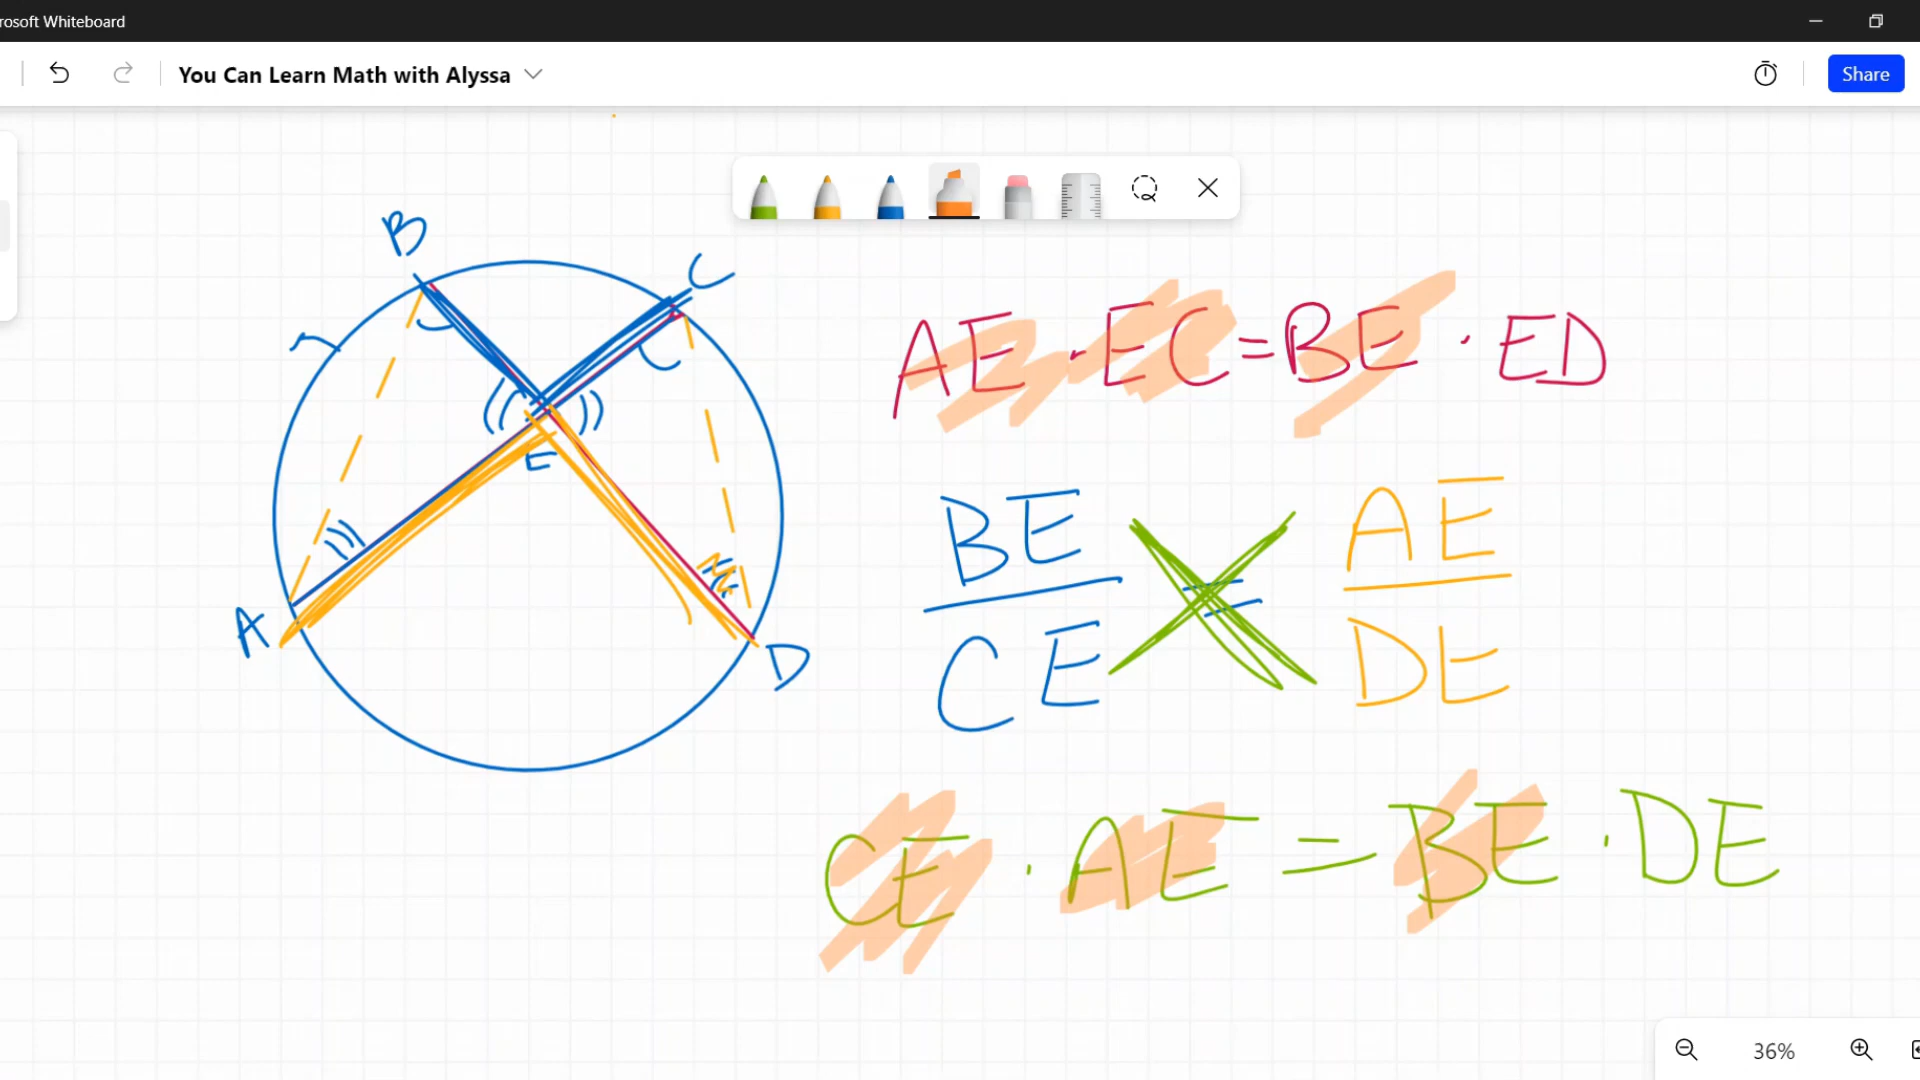 rosoft Whiteboard
You Can Learn Math with Alyssa
Share
B
C
E
A
D
AE · EC = BE · ED
BE AE
=
CE DE
CE · AE = BE · DE
36%